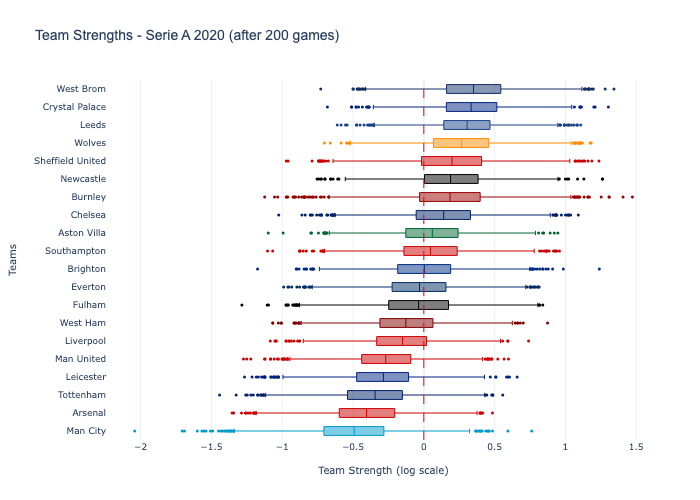 Team Strengths - Serie A 2020 (after 200 games)
West Brom
Crystal Palace
Leeds
Wolves
Sheffield United
Newcastle
Burnley
Chelsea
Aston Villa
Southampton
Brighton
Everton
Fulham
West Ham
Liverpool
Man United
Leicester
Tottenham
Arsenal
Man City
Teams
−2 −1.5 −1 −0.5 0 0.5 1 1.5
Team Strength (log scale)